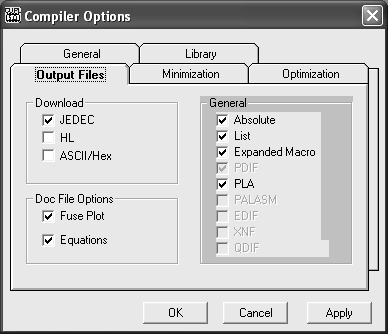 Compiler Options
General
Library
Output Files
Minimization
Optimization
Download
JEDEC
HL
ASCII/Hex
Doc File Options
Fuse Plot
Equations
General
Absolute
List
Expanded Macro
PDIF
PLA
PALASM
EDIF
XNF
QDIF
OK
Cancel
Apply